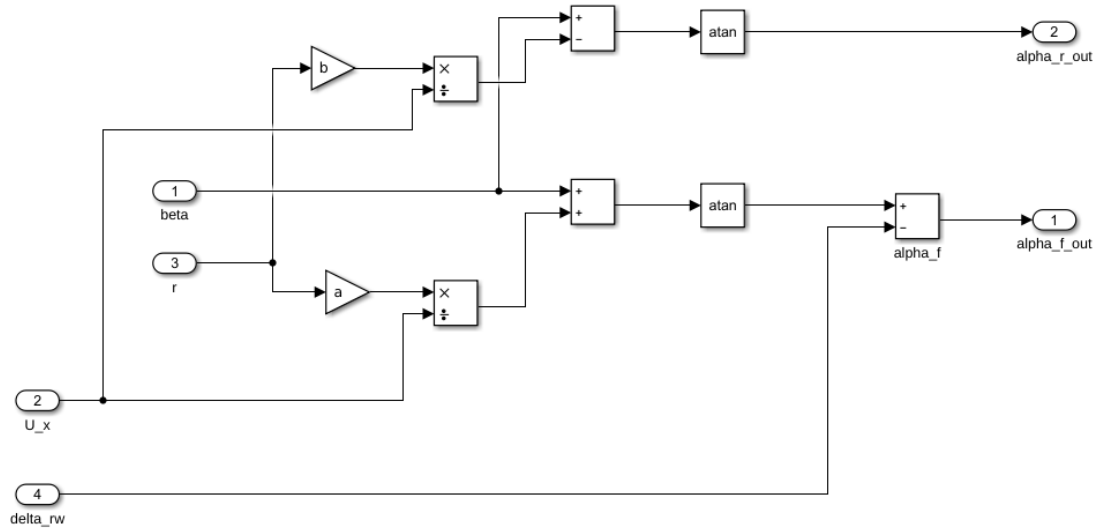 +
−
atan
2
alpha_r_out
b
×
÷
1
beta
+
+
atan
+
−
alpha_f
1
alpha_f_out
3
r
a
×
÷
2
U_x
4
delta_rw